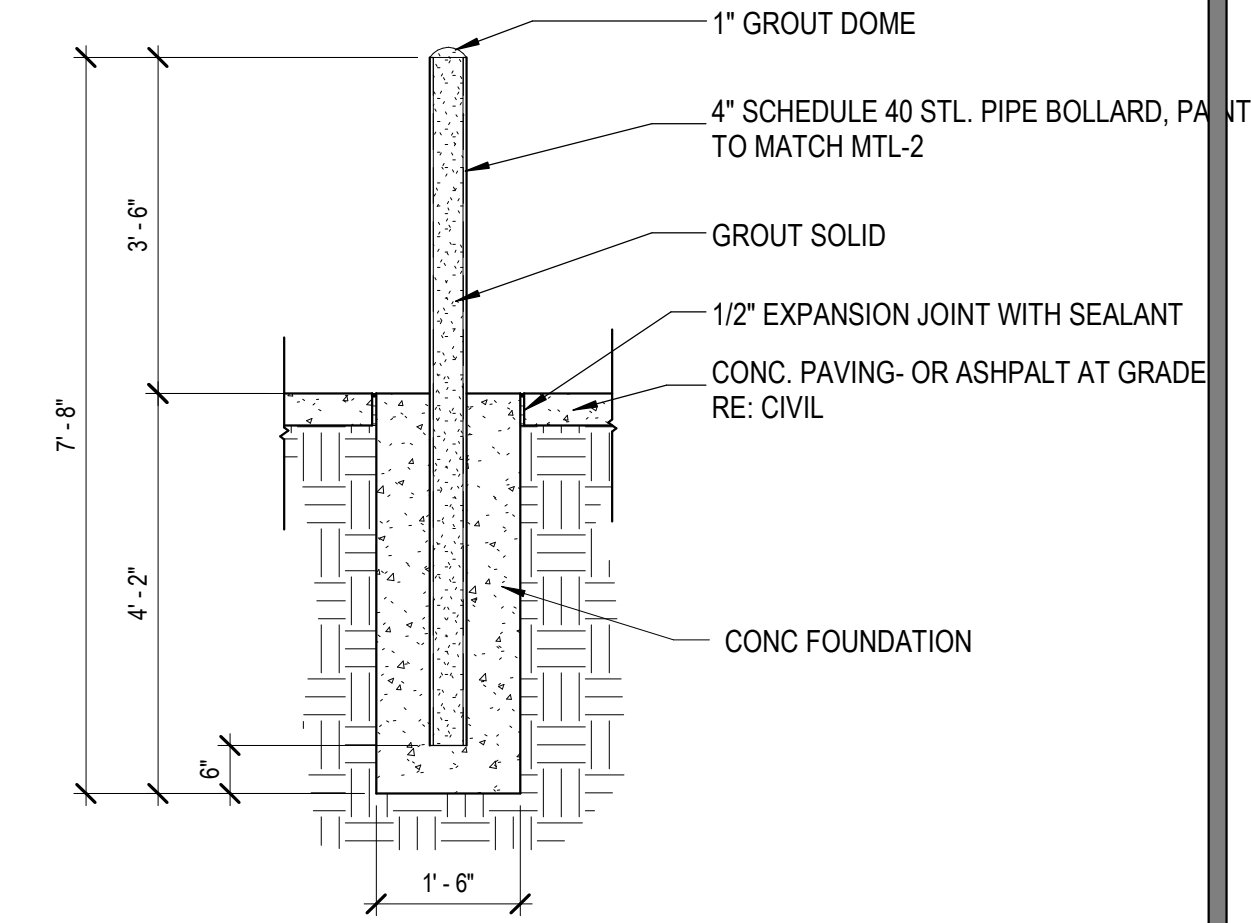 1" GROUT DOME
4" SCHEDULE 40 STL. PIPE BOLLARD, PAINT
TO MATCH MTL-2
GROUT SOLID
1/2" EXPANSION JOINT WITH SEALANT
CONC. PAVING- OR ASHPALT AT GRADE
RE: CIVIL
CONC FOUNDATION
3' - 6"
7' - 8"
4' - 2"
6"
1' - 6"